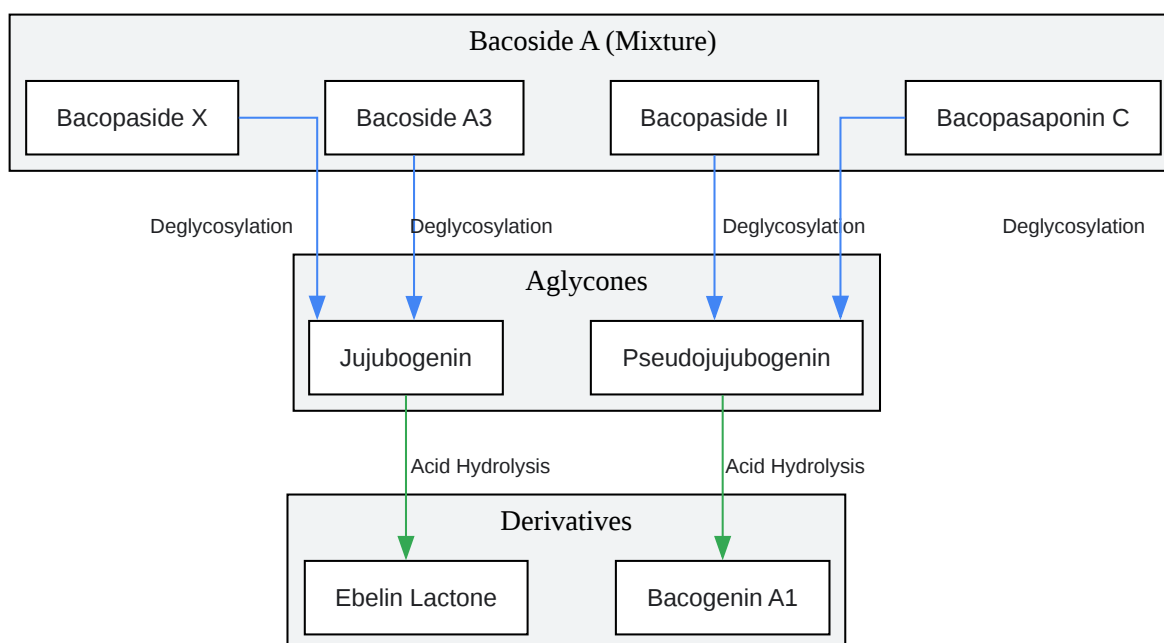 Bacoside A (Mixture)
Bacopaside X
Bacoside A3
Bacopaside II
Bacopasaponin C
Deglycosylation
Deglycosylation
Deglycosylation
Deglycosylation
Aglycones
Jujubogenin
Pseudojujubogenin
Acid Hydrolysis
Acid Hydrolysis
Derivatives
Ebelin Lactone
Bacogenin A1